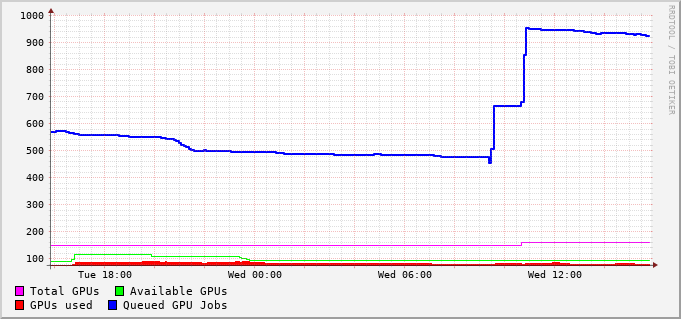 1000
900
800
700
600
500
400
300
200
100
Tue 18:00 Wed 00:00 Wed 06:00 Wed 12:00
Total GPUs Available GPUs
GPUs used Queued GPU Jobs
RRDTOOL / TOBI OETIKER